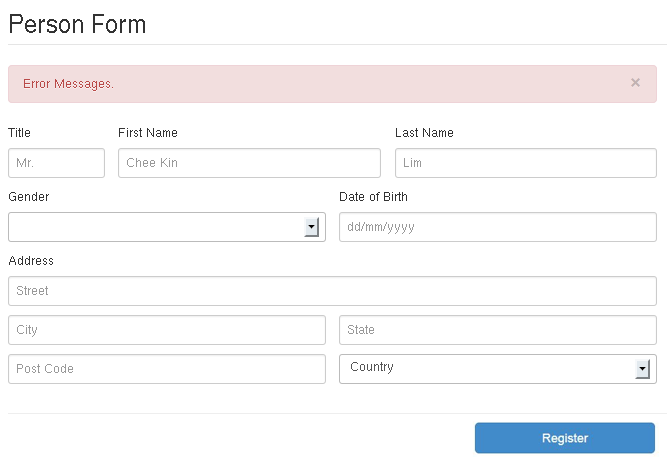 Person Form
Error Messages. ×
Title First Name Last Name
Mr. Chee Kin Lim
Gender Date of Birth
dd/mm/yyyy
Address
Street
City State
Post Code Country
Register